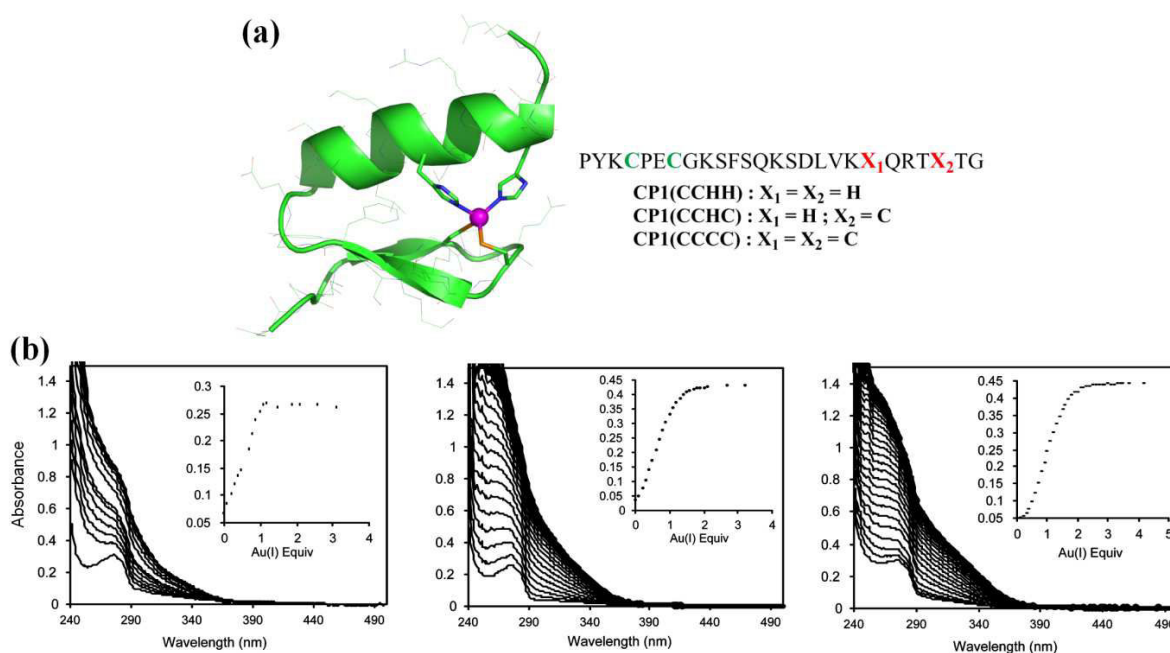 (a)
PYKCPECGKSFSQKSDLVKX₁QRTX₂TG
CP1(CCHH) : X₁ = X₂ = H
CP1(CCHC) : X₁ = H ; X₂ = C
CP1(CCCC) : X₁ = X₂ = C
(b)
Absorbance
1.4
1.2
1
0.8
0.6
0.4
0.2
0
240 290 340 390 440 490
Wavelength (nm)
0.3
0.25
0.2
0.15
0.1
0.05
0 1 2 3 4
Au(I) Equiv
1.4
1.2
1
0.8
0.6
0.4
0.2
0
240 290 340 390 440 490
Wavelength (nm)
0.45
0.4
0.35
0.3
0.25
0.2
0.15
0.1
0.05
0 1 2 3 4
Au(I) Equiv
1.4
1.2
1
0.8
0.6
0.4
0.2
0
240 290 340 390 440 490
Wavelength (nm)
0.45
0.4
0.35
0.3
0.25
0.2
0.15
0.1
0.05
0 1 2 3 4 5
Au(I) Equiv